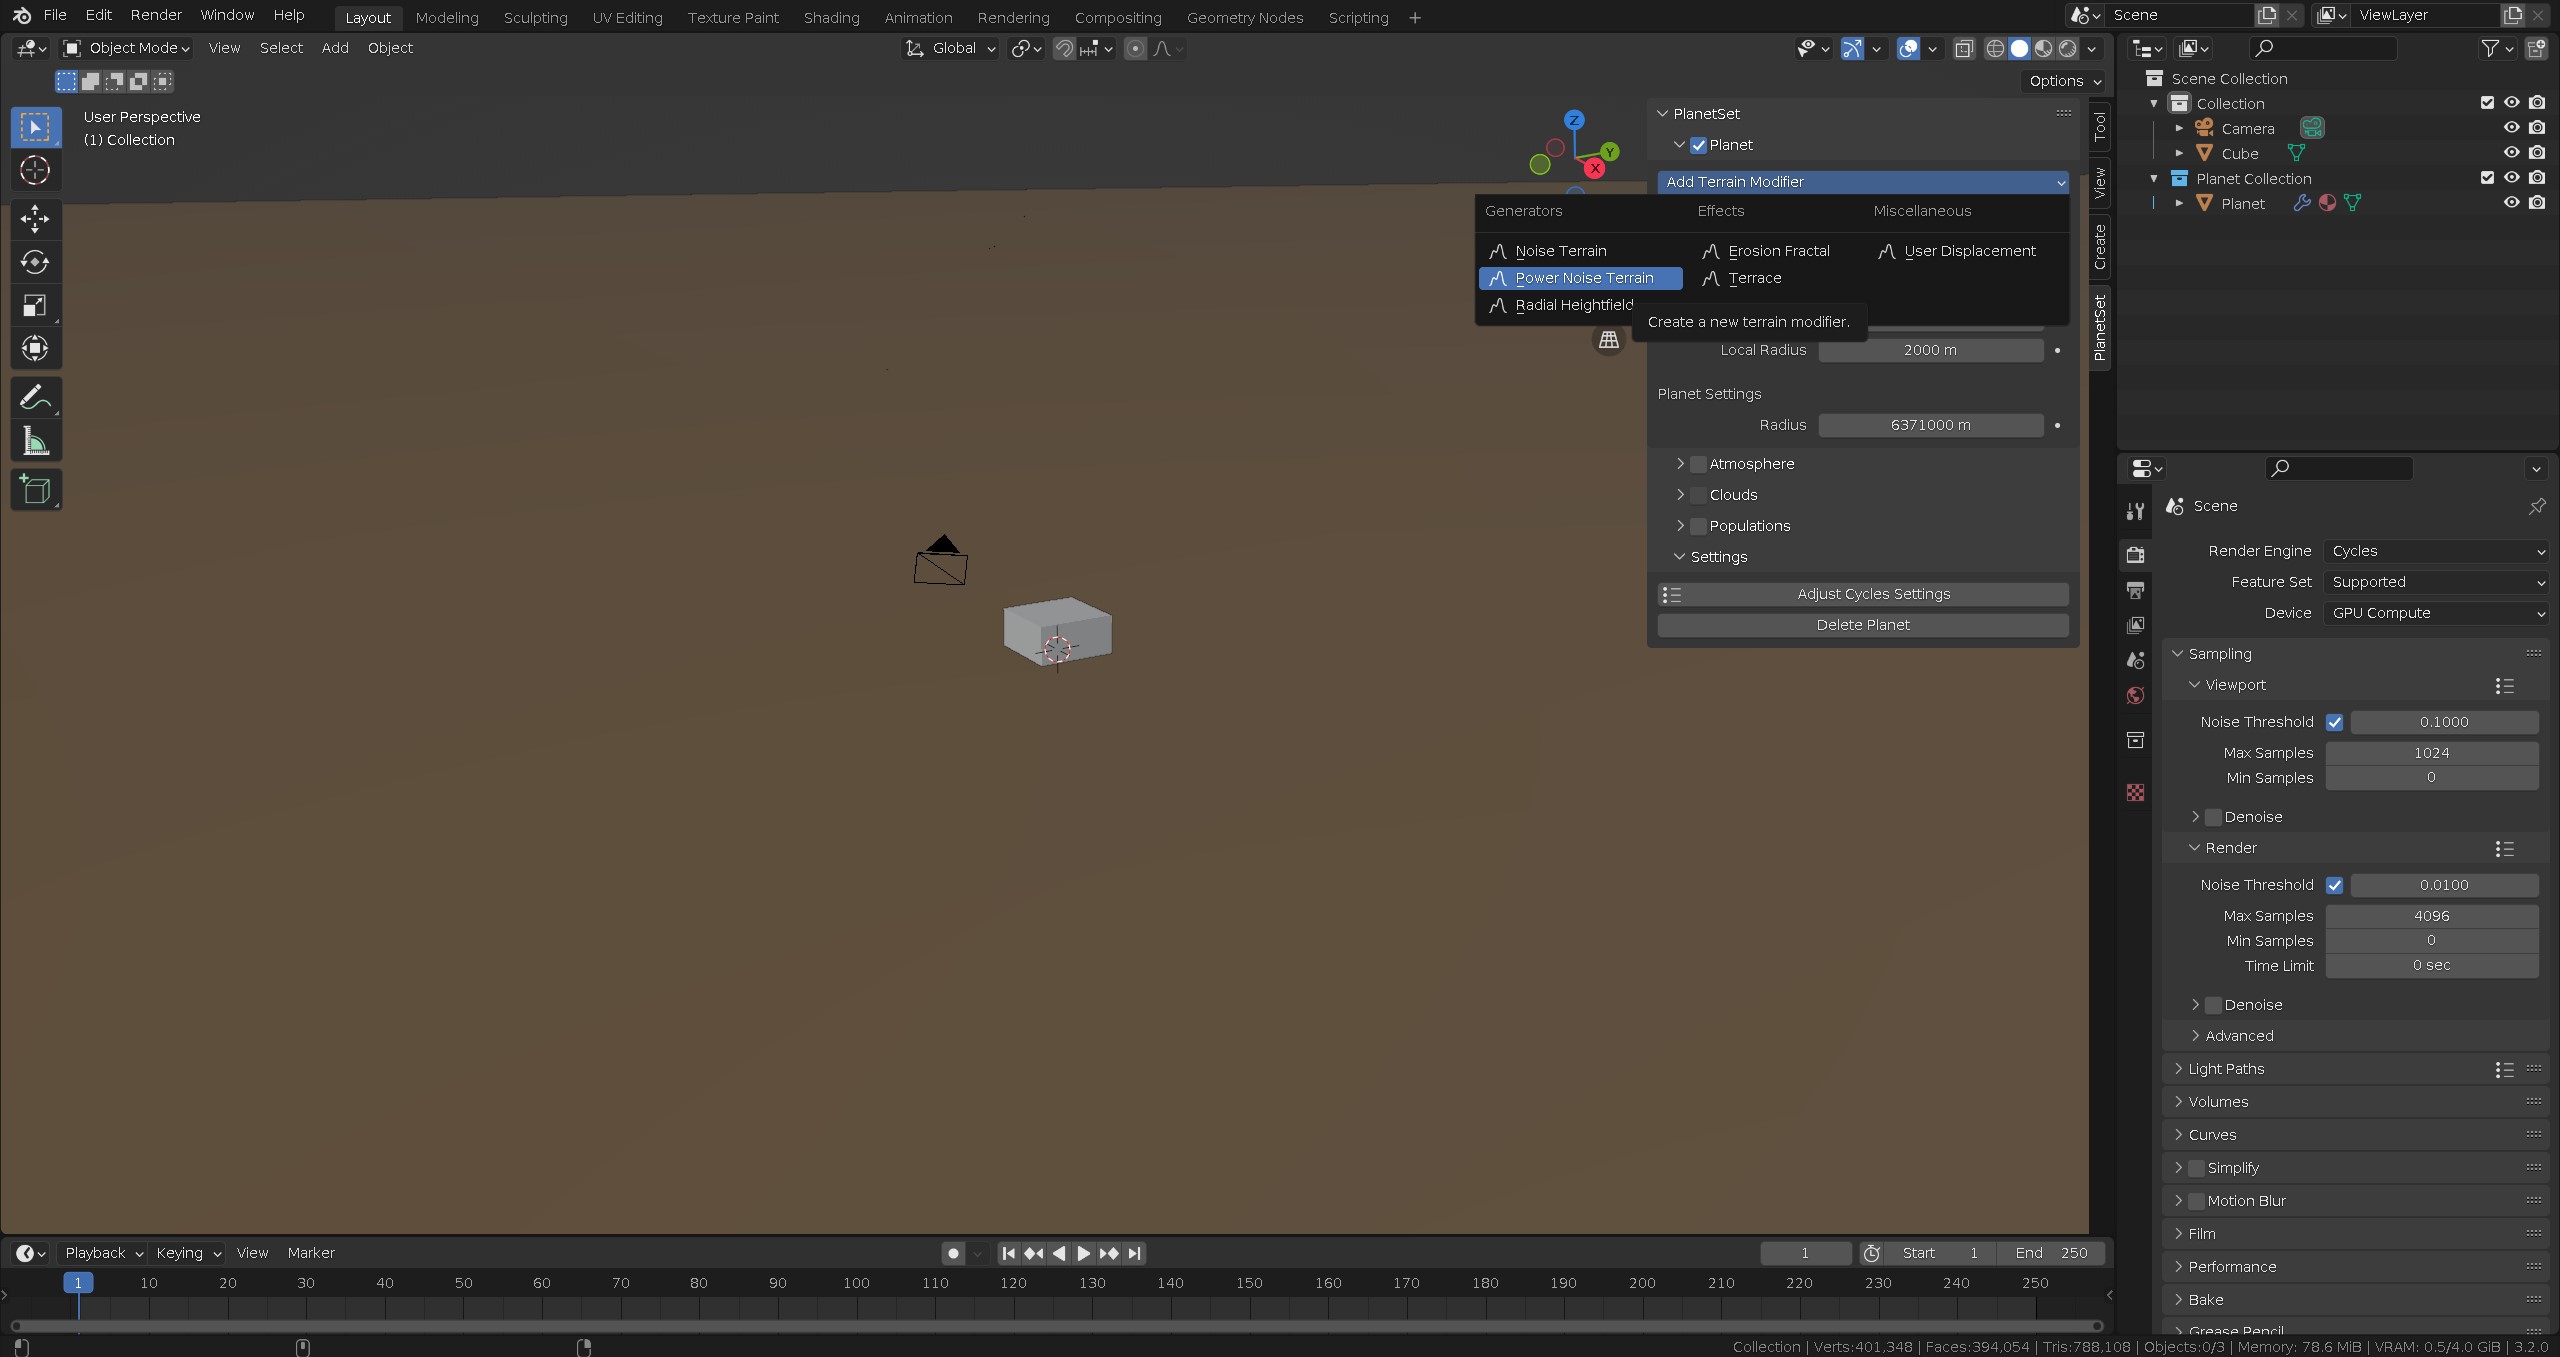 File Edit Render Window Help Layout Modeling Sculpting UV Editing Texture Paint Shading Animation Rendering Compositing Geometry Nodes Scripting + Scene ViewLayer
Object Mode View Select Add Object Global
Options
User Perspective
(1) Collection
Z
Y
X
PlanetSet
Planet
Add Terrain Modifier
Generators Effects Miscellaneous
Noise Terrain Erosion Fractal User Displacement
Power Noise Terrain Terrace
Radial Heightfield
Create a new terrain modifier.
Local Radius 2000 m
Planet Settings
Radius 6371000 m
Atmosphere
Clouds
Populations
Settings
Adjust Cycles Settings
Delete Planet
Tool
View
Create
PlanetSet
Scene Collection
Collection
Camera
Cube
Planet Collection
Planet
Scene
Render Engine Cycles
Feature Set Supported
Device GPU Compute
Sampling
Viewport
Noise Threshold 0.1000
Max Samples 1024
Min Samples 0
Denoise
Render
Noise Threshold 0.0100
Max Samples 4096
Min Samples 0
Time Limit 0 sec
Denoise
Advanced
Light Paths
Volumes
Curves
Simplify
Motion Blur
Film
Performance
Bake
Grease Pencil
Playback Keying View Marker 1 Start 1 End 250
1 10 20 30 40 50 60 70 80 90 100 110 120 130 140 150 160 170 180 190 200 210 220 230 240 250
Collection | Verts:401,348 | Faces:394,054 | Tris:788,108 | Objects:0/3 | Memory: 78.6 MiB | VRAM: 0.5/4.0 GiB | 3.2.0